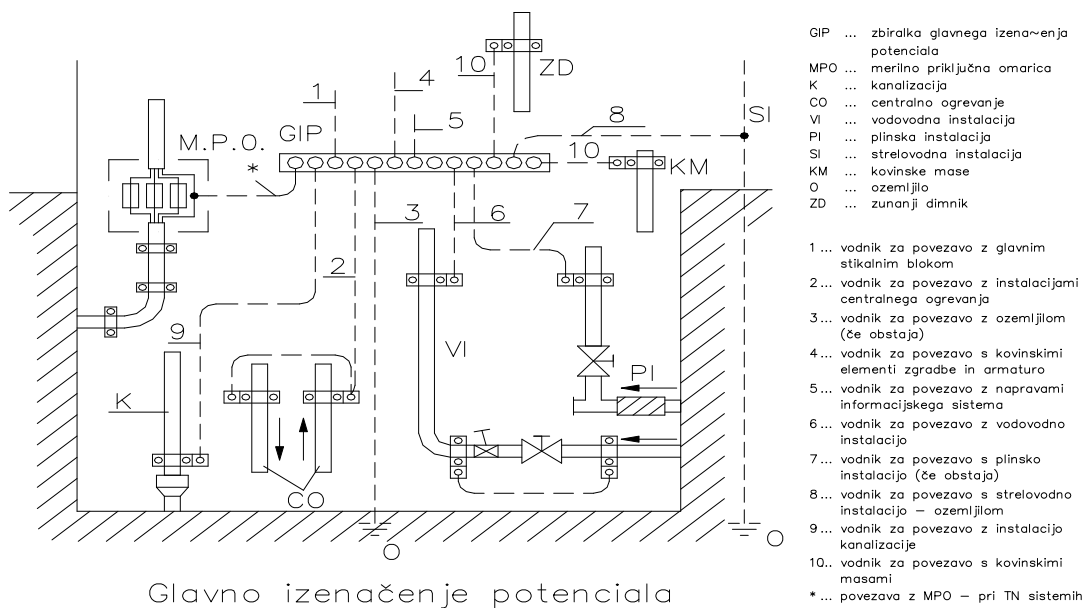 10
ZD
1
4
5
8
SI
GIP
M.P.O.
*
10
KM
3
6
7
2
9
VI
PI
K
CO
O
O
Glavno izenačenje potenciala
GIP ... zbiralka glavnega izena~enja
potenciala
MPO ... merilno priključna omarica
K ... kanalizacija
CO ... centralno ogrevanje
VI ... vodovodna instalacija
PI ... plinska instalacija
SI ... strelovodna instalacija
KM ... kovinske mase
O ... ozemljilo
ZD ... zunanji dimnik
1 ... vodnik za povezavo z glavnim
stikalnim blokom
2 ... vodnik za povezavo z instalacijami
centralnega ogrevanja
3 ... vodnik za povezavo z ozemljilom
(če obstaja)
4 ... vodnik za povezavo s kovinskimi
elementi zgradbe in armaturo
5 ... vodnik za povezavo z napravami
informacijskega sistema
6 ... vodnik za povezavo z vodovodno
instalacijo
7 ... vodnik za povezavo s plinsko
instalacijo (če obstaja)
8 ... vodnik za povezavo s strelovodno
instalacijo – ozemljilom
9 ... vodnik za povezavo z instalacijo
kanalizacije
10.. vodnik za povezavo s kovinskimi
masami
* ... povezava z MPO – pri TN sistemih